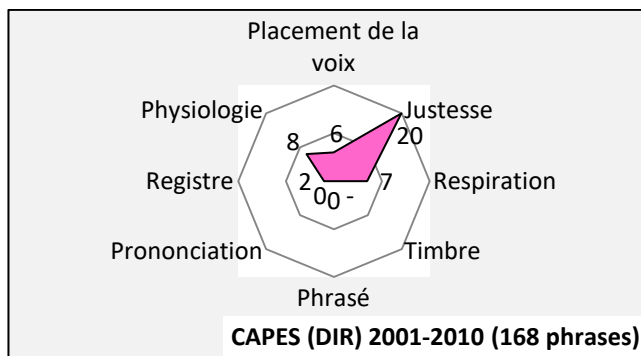 Placement de la
voix
Physiologie
Justesse
6
8
20
Registre
2
7
Respiration
0
0
-
Prononciation
Timbre
Phrasé
CAPES (DIR) 2001-2010 (168 phrases)